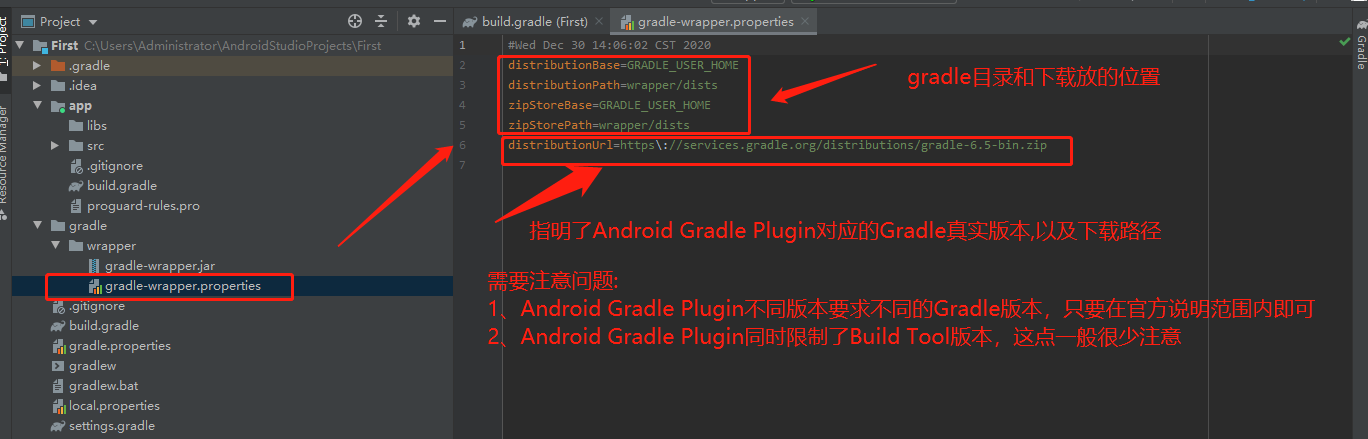 Project
build.gradle (First)
gradle-wrapper.properties
1: Project
Resource Manager
Gradle
First C:\Users\Administrator\AndroidStudioProjects\First
.gradle
.idea
app
libs
src
.gitignore
build.gradle
proguard-rules.pro
gradle
wrapper
gradle-wrapper.jar
gradle-wrapper.properties
.gitignore
build.gradle
gradle.properties
gradlew
gradlew.bat
local.properties
settings.gradle
1 #Wed Dec 30 14:06:02 CST 2020
2 distributionBase=GRADLE_USER_HOME
3 distributionPath=wrapper/dists
4 zipStoreBase=GRADLE_USER_HOME
5 zipStorePath=wrapper/dists
6 distributionUrl=https\://services.gradle.org/distributions/gradle-6.5-bin.zip
7
gradle目录和下载放的位置
指明了Android Gradle Plugin对应的Gradle真实版本,以及下载路径
需要注意问题:
1、Android Gradle Plugin不同版本要求不同的Gradle版本，只要在官方说明范围内即可
2、Android Gradle Plugin同时限制了Build Tool版本，这点一般很少注意